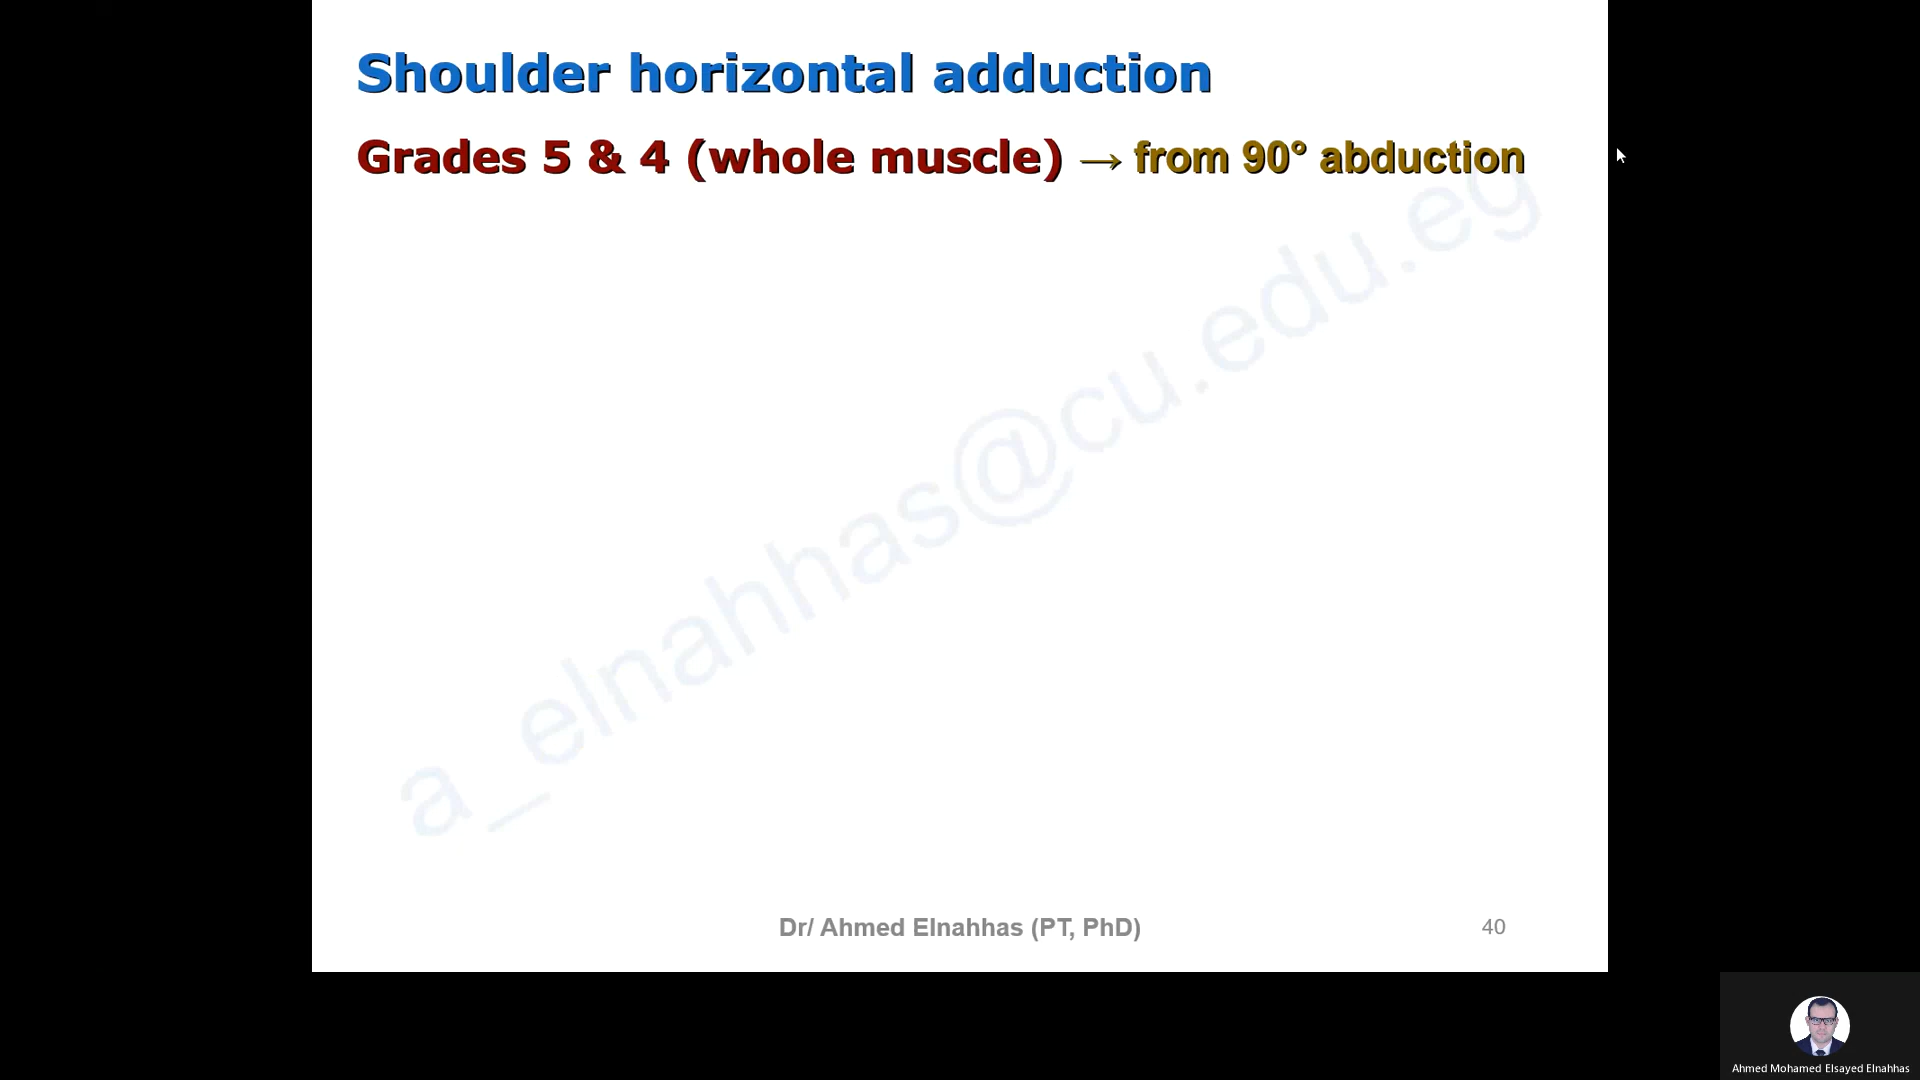 Shoulder horizontal adduction
Grades 5 & 4 (whole muscle) → from 90° abduction
a_elnahhas@cu.edu.eg
Dr/ Ahmed Elnahhas (PT, PhD)
40
Ahmed Mohamed Elsayed Elnahhas